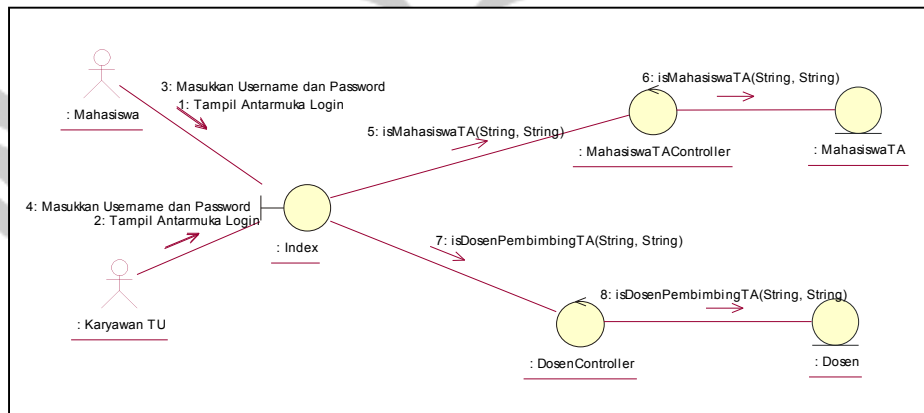 3: Masukkan Username dan Password
1: Tampil Antarmuka Login
: Mahasiswa
6: isMahasiswaTA(String, String)
5: isMahasiswaTA(String, String)
: MahasiswaTAController
: MahasiswaTA
4: Masukkan Username dan Password
2: Tampil Antarmuka Login
: Index
7: isDosenPembimbingTA(String, String)
8: isDosenPembimbingTA(String, String)
: Karyawan TU
: DosenController
: Dosen